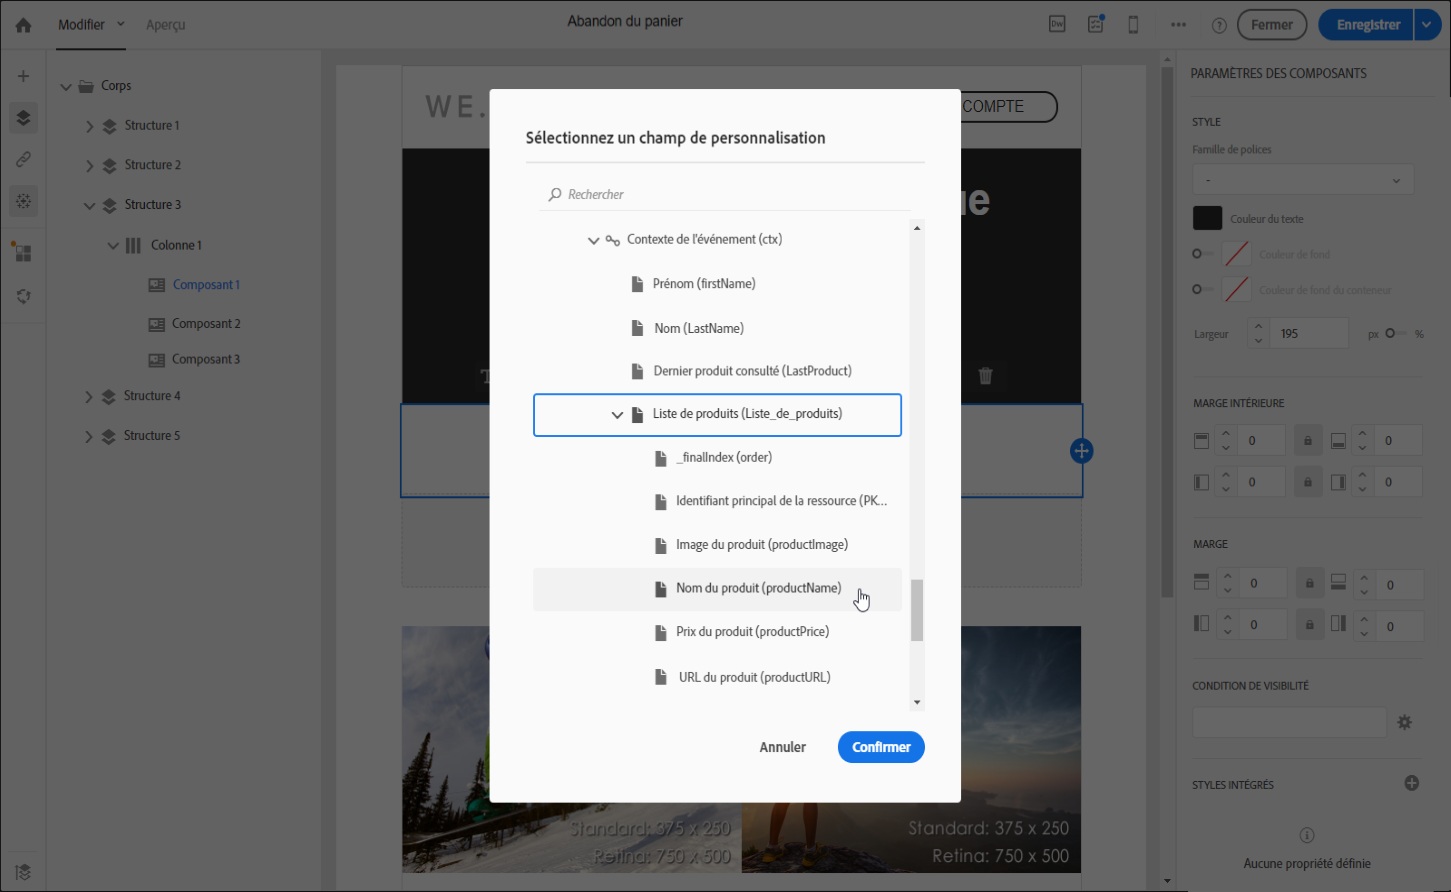 Modifier
Aperçu
Abandon du panier
Dw
Fermer
Enregistrer
Corps
Structure 1
Structure 2
Structure 3
Colonne 1
Composant 1
Composant 2
Composant 3
Structure 4
Structure 5
WE.
COMPTE
ue
Sélectionnez un champ de personnalisation
Rechercher
Contexte de l'événement (ctx)
Prénom (firstName)
Nom (LastName)
Dernier produit consulté (LastProduct)
Liste de produits (Liste_de_produits)
_finalIndex (order)
Identifiant principal de la ressource (PK...
Image du produit (productImage)
Nom du produit (productName)
Prix du produit (productPrice)
URL du produit (productURL)
Annuler
Confirmer
Standard: 375 x 250
Retina: 750 x 500
Standard: 375 x 250
Retina: 750 x 500
PARAMÈTRES DES COMPOSANTS
STYLE
Famille de polices
-
Couleur du texte
Couleur de fond
Couleur de fond du conteneur
Largeur
195
px
%
MARGE INTÉRIEURE
0
0
0
0
MARGE
0
0
0
0
CONDITION DE VISIBILITÉ
STYLES INTÉGRÉS
Aucune propriété définie